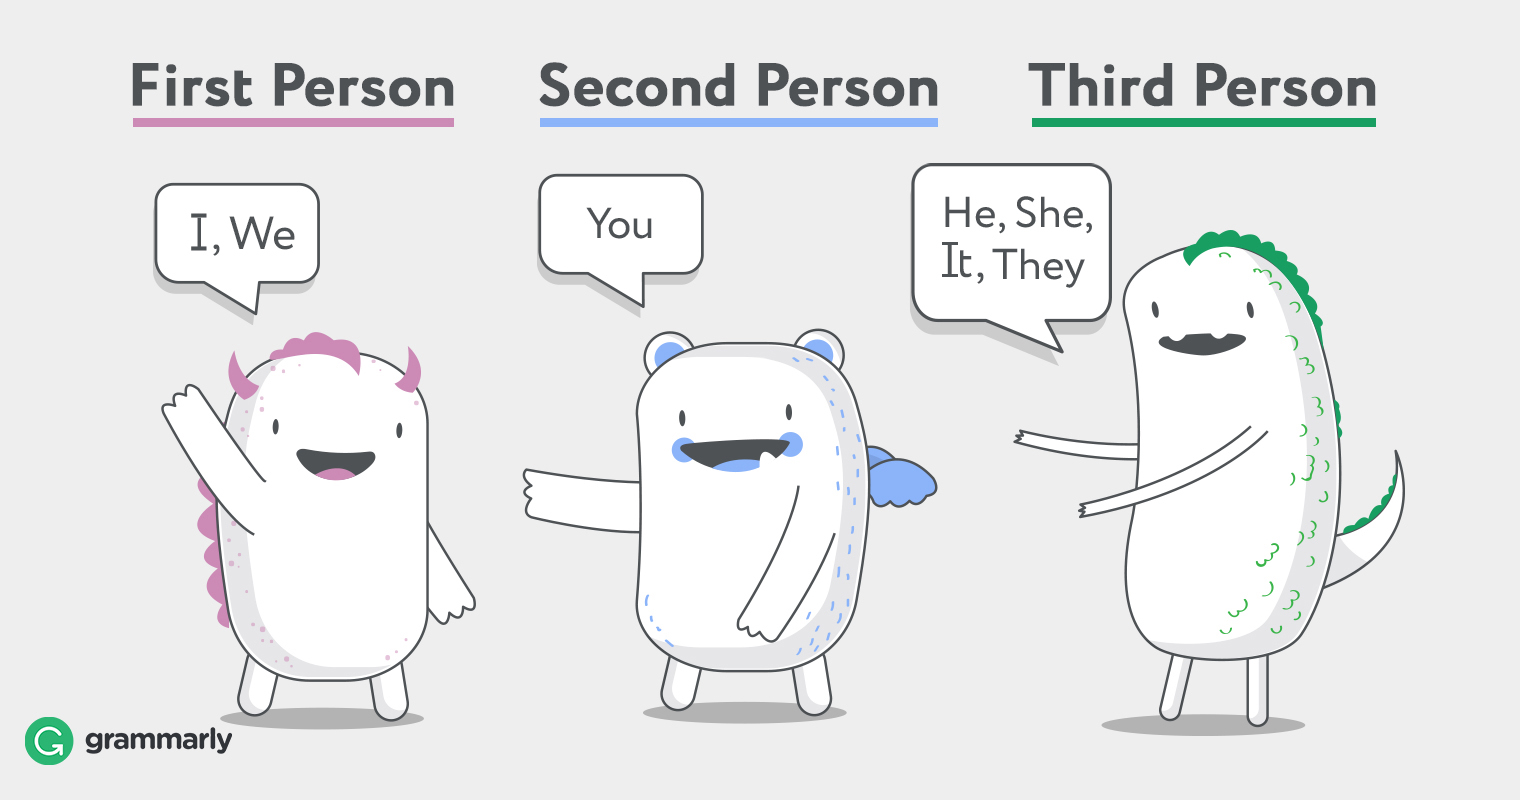 First Person
Second Person
Third Person
I, We
You
He, She,
It, They
grammarly